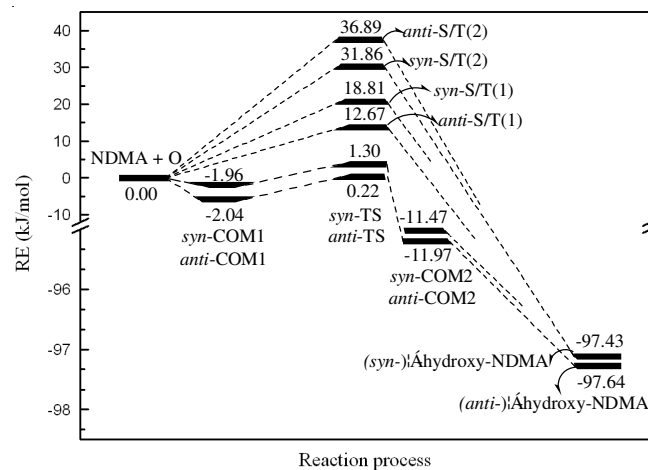 36.89
anti-S/T(2)
31.86
syn-S/T(2)
18.81
syn-S/T(1)
12.67
anti-S/T(1)
NDMA + O
0.00
-1.96
-2.04
syn-COM1
anti-COM1
1.30
0.22
syn-TS
anti-TS
-11.47
-11.97
syn-COM2
anti-COM2
-97.43
(syn-)¦Áhydroxy-NDMA
-97.64
(anti-)¦Áhydroxy-NDMA
40
30
20
10
0
-10
-96
-97
-98
RE (kJ/mol)
Reaction process